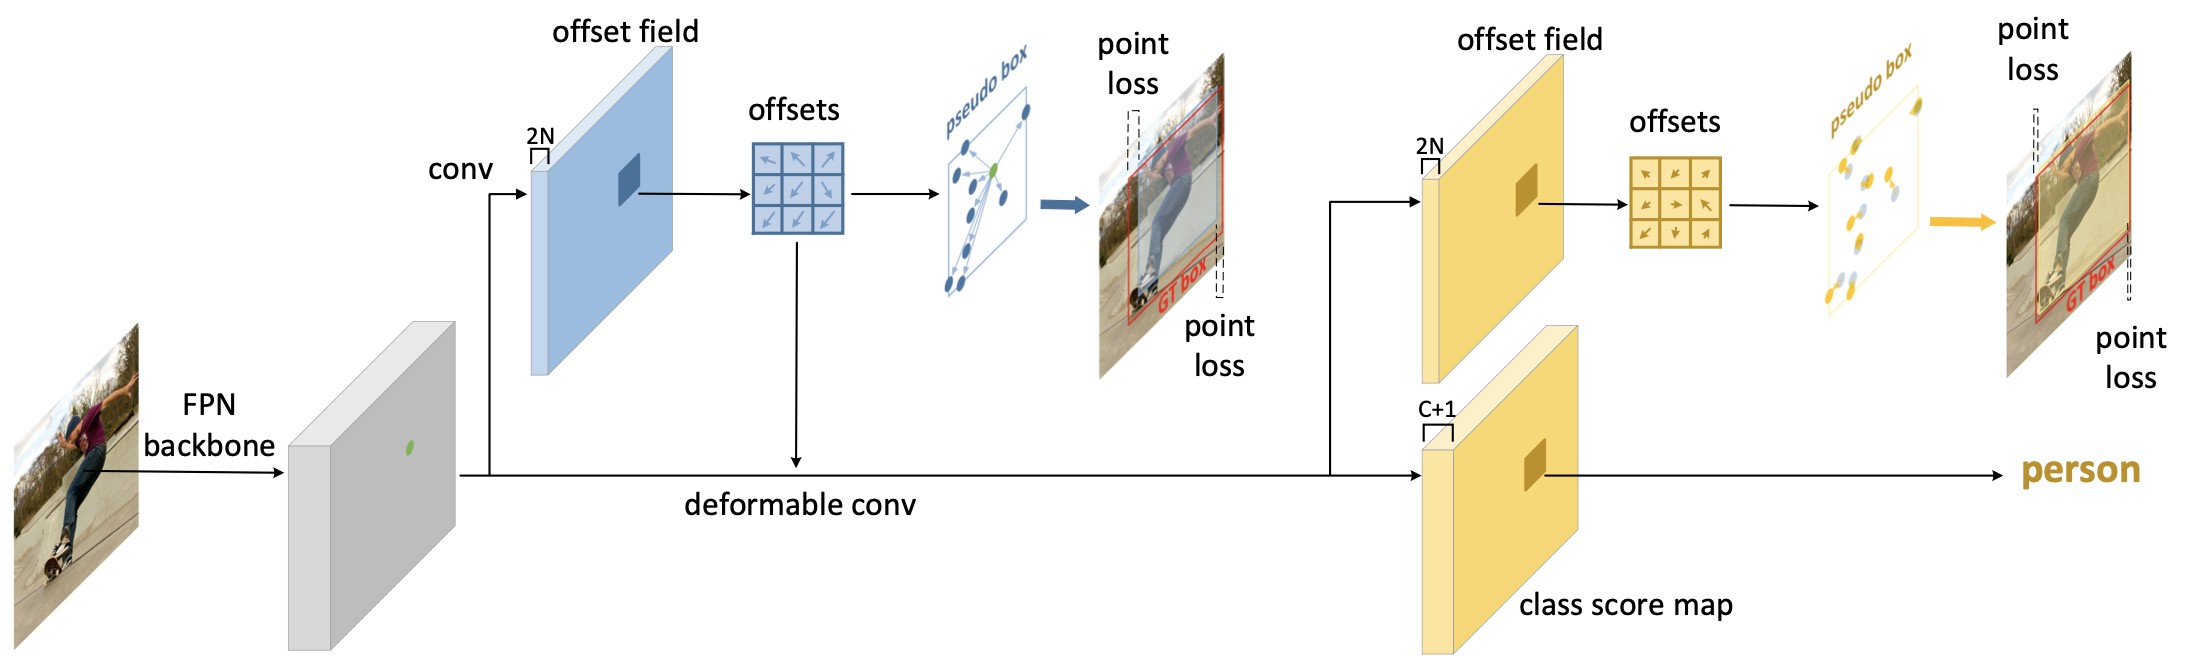 offset field
2N
conv
offsets
pseudo box
point
loss
GT box
point
loss
FPN
backbone
deformable conv
offset field
2N
offsets
pseudo box
point
loss
GT box
point
loss
C+1
person
class score map